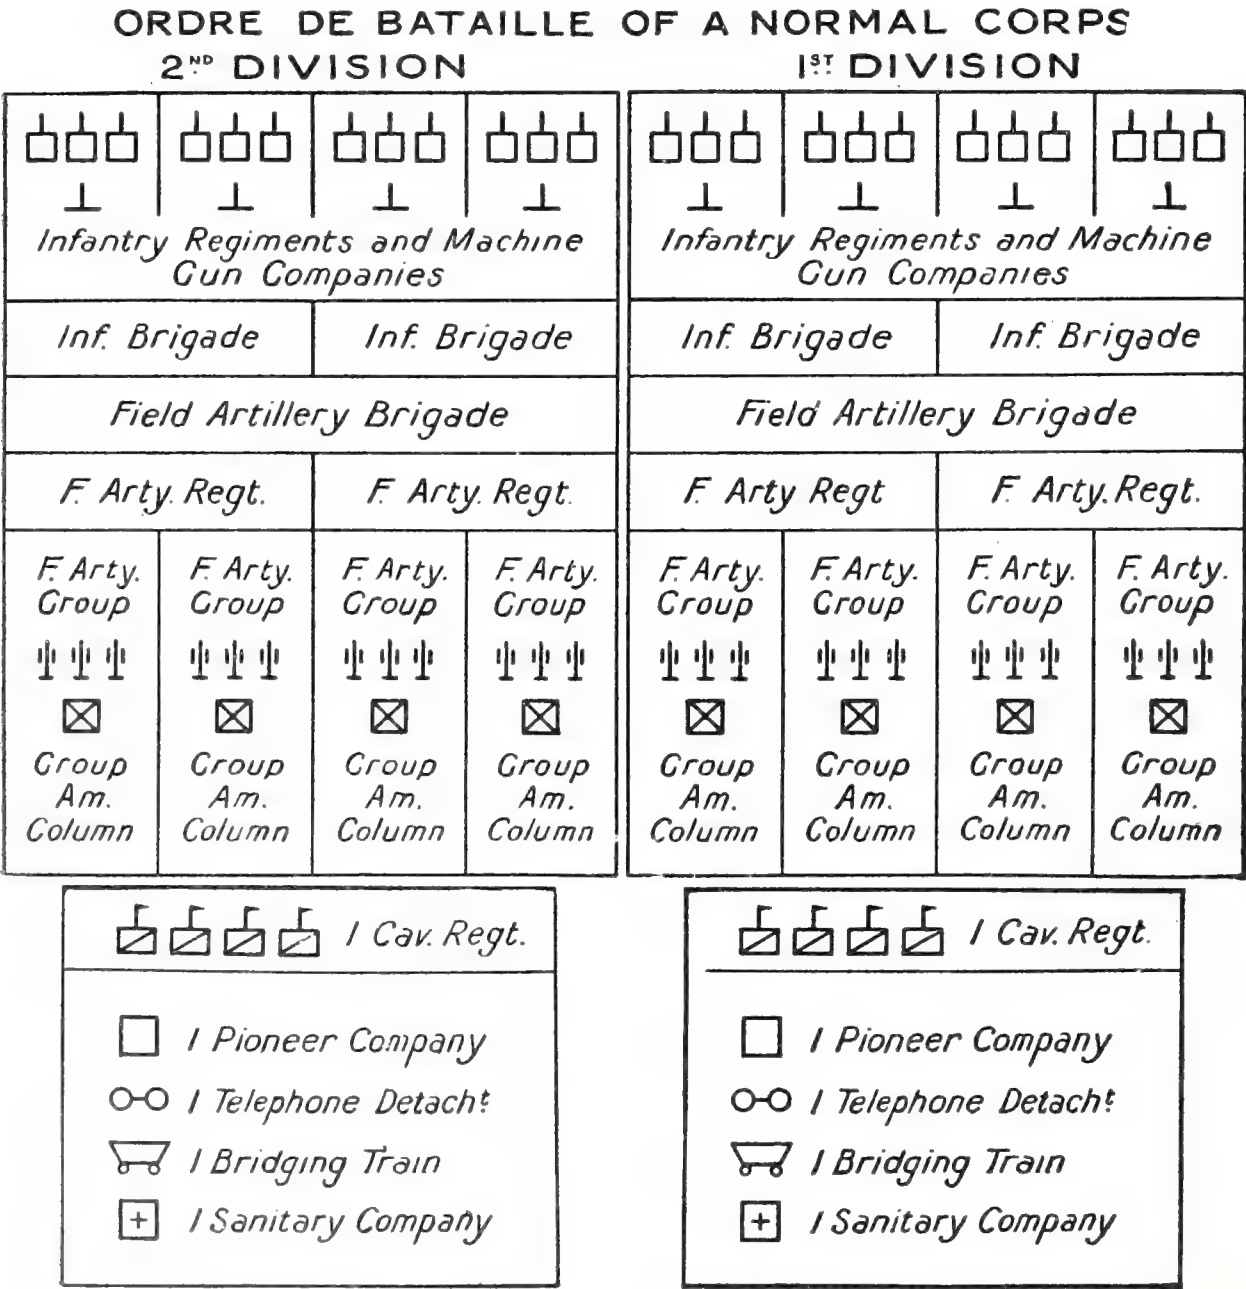 ORDRE DE BATAILLE OF A NORMAL CORPS
2ND DIVISION
Infantry Regiments and Machine
Gun Companies
Inf. Brigade
Inf. Brigade
Field Artillery Brigade
F. Arty. Regt.
F. Arty. Regt.
F. Arty.
Group
F. Arty.
Group
F. Arty.
Group
F. Arty.
Group
Group
Am.
Column
Group
Am.
Column
Group
Am.
Column
Group
Am.
Column
1 Cav. Regt.
1 Pioneer Company
1 Telephone Detacht
1 Bridging Train
1 Sanitary Company
1ST DIVISION
Infantry Regiments and Machine
Gun Companies
Inf. Brigade
Inf. Brigade
Field Artillery Brigade
F. Arty Regt
F. Arty. Regt.
F. Arty.
Group
F. Arty.
Group
F. Arty.
Group
F. Arty.
Group
Group
Am.
Column
Group
Am.
Column
Group
Am.
Column
Group
Am.
Column
1 Cav. Regt.
1 Pioneer Company
1 Telephone Detacht
1 Bridging Train
1 Sanitary Company